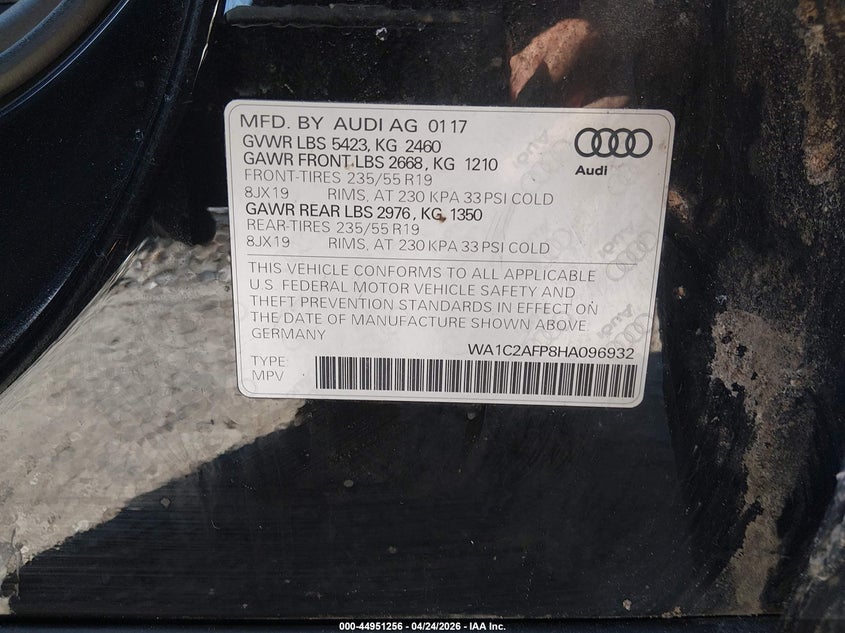 MFD. BY AUDI AG 01 17
GVWR LBS 5423, KG 2460
GAWR FRONT LBS 2668, KG 1210
FRONT-TIRES 235/55 R19
8JX19 RIMS, AT 230 KPA 33 PSI COLD
GAWR REAR LBS 2976, KG 1350
REAR-TIRES 235/55 R19
8JX19 RIMS, AT 230 KPA 33 PSI COLD
Audi
THIS VEHICLE CONFORMS TO ALL APPLICABLE
U.S. FEDERAL MOTOR VEHICLE SAFETY AND
THEFT PREVENTION STANDARDS IN EFFECT ON
THE DATE OF MANUFACTURE SHOWN ABOVE.
GERMANY
WA1C2AFP8HA096932
TYPE:
MPV
000-44951256 - 04/24/2026 - IAA Inc.